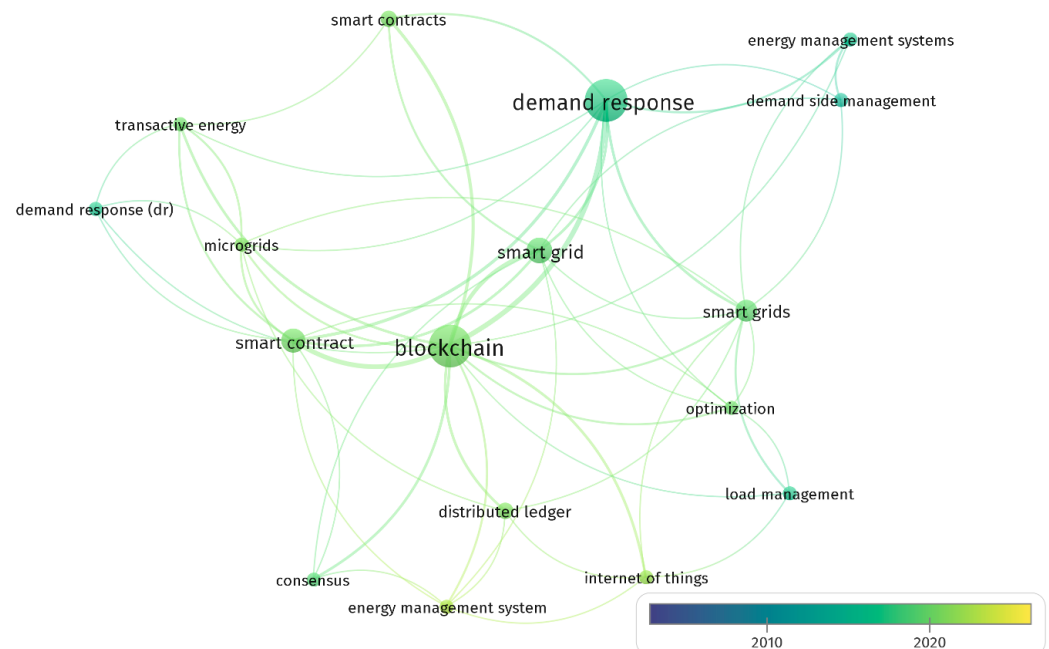 smart contracts
energy management systems
demand response
demand side management
transactive energy
demand response (dr)
microgrids
smart grid
smart grids
smart contract
blockchain
optimization
load management
distributed ledger
consensus
internet of things
energy management system
2010
2020